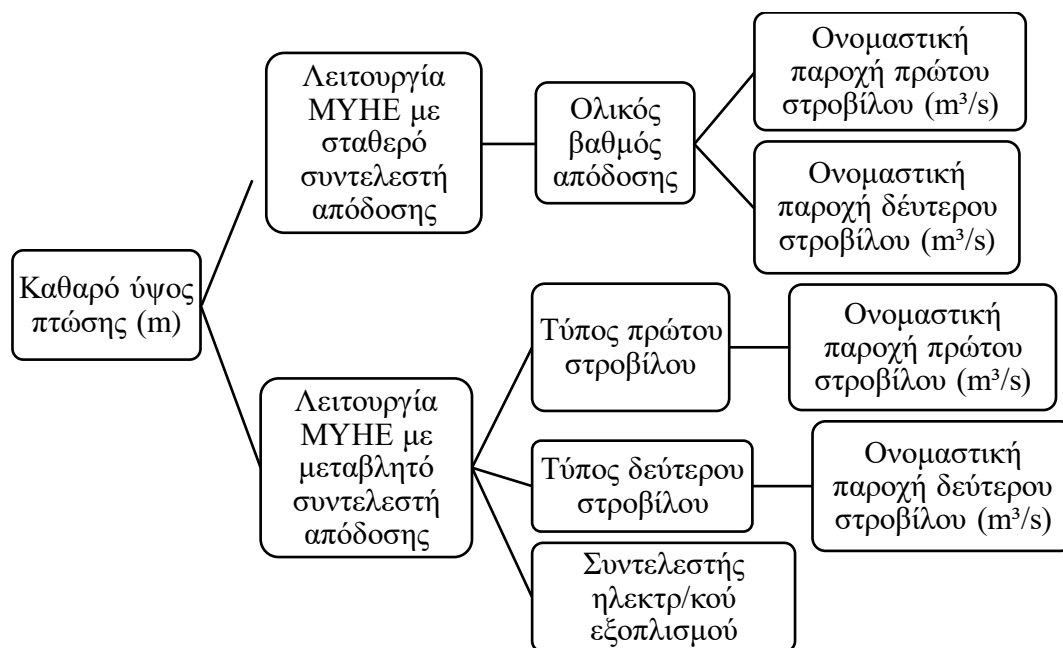 Καθαρό ύψος
πτώσης (m)
Λειτουργία
ΜΥΗΕ με
σταθερό
συντελεστή
απόδοσης
Ολικός
βαθμός
απόδοσης
Ονομαστική
παροχή πρώτου
στροβίλου (m³/s)
Ονομαστική
παροχή δέυτερου
στροβίλου (m³/s)
Λειτουργία
ΜΥΗΕ με
μεταβλητό
συντελεστή
απόδοσης
Τύπος πρώτου
στροβίλου
Ονομαστική
παροχή πρώτου
στροβίλου (m³/s)
Τύπος δεύτερου
στροβίλου
Ονομαστική
παροχή δεύτερου
στροβίλου (m³/s)
Συντελεστής
ηλεκτρ/κού
εξοπλισμού